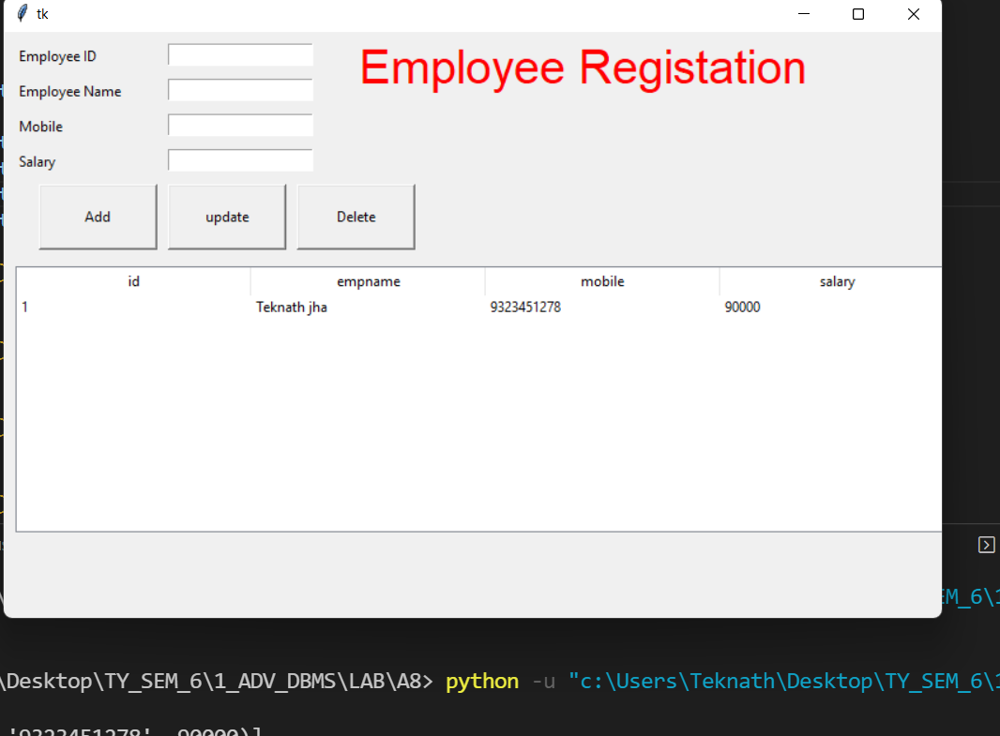 tk
Employee ID
Employee Registation
Employee Name
Mobile
Salary
Add update Delete
id empname mobile salary
1 Teknath jha 9323451278 90000
EM_6\1
\Desktop\TY_SEM_6\1_ADV_DBMS\LAB\A8> python -u "c:\Users\Teknath\Desktop\TY_SEM_6\1
'9323451278', 90000)]